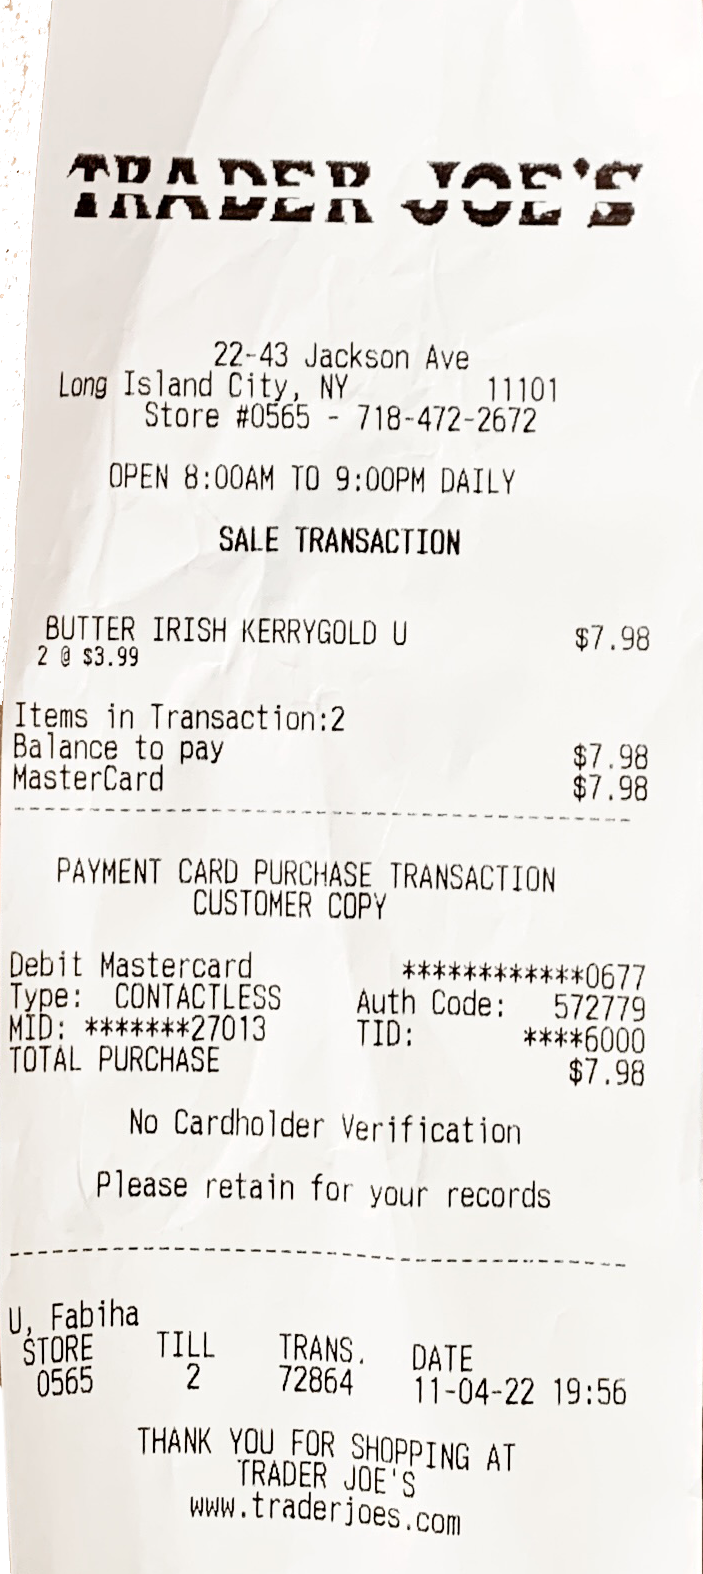 TRADER JOE'S
22-43 Jackson Ave
Long Island City, NY 11101
Store #0565 - 718-472-2672
OPEN 8:00AM TO 9:00PM DAILY
SALE TRANSACTION
BUTTER IRISH KERRYGOLD U $7.98
2 @ $3.99
Items in Transaction:2
Balance to pay $7.98
MasterCard $7.98
PAYMENT CARD PURCHASE TRANSACTION
CUSTOMER COPY
Debit Mastercard ************0677
Type: CONTACTLESS Auth Code: 572779
MID: *******27013 TID: ****6000
TOTAL PURCHASE $7.98
No Cardholder Verification
Please retain for your records
U, Fabiha
STORE TILL TRANS. DATE
0565 2 72864 11-04-22 19:56
THANK YOU FOR SHOPPING AT
TRADER JOE'S
www.traderjoes.com